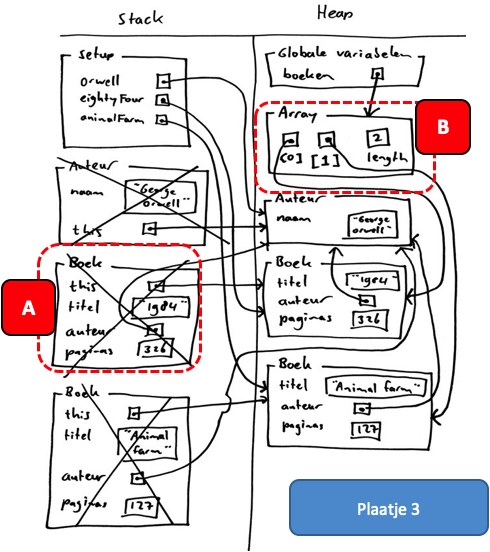 Stack
Heap
Setup
Orwell
eightyFour
animalFarm
Auteur
naam
"George Orwell"
this
A
Boek
this
titel
"1984"
auteur
paginas
326
Boek
this
titel
"Animal farm"
auteur
paginas
127
Globale variabelen
boeken
B
Array
[0] [1]
2
length
Auteur
naam
"George Orwell"
Boek
titel
"1984"
auteur
paginas
326
Boek
titel
"Animal farm"
auteur
paginas
127
Plaatje 3